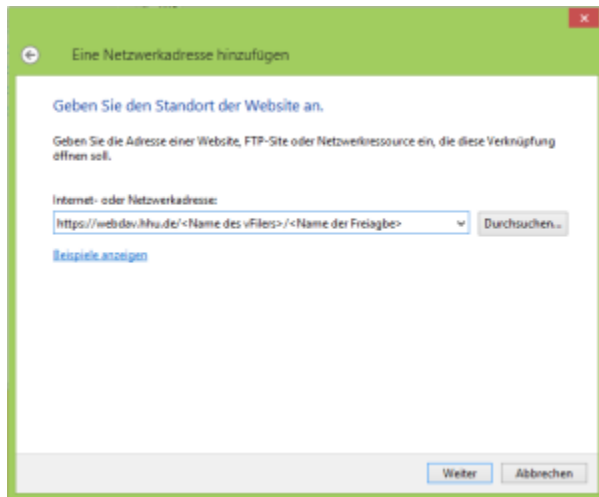 Eine Netzwerkadresse hinzufügen
Geben Sie den Standort der Website an.
Geben Sie die Adresse einer Website, FTP-Site oder Netzwerkressource ein, die diese Verknüpfung
öffnen soll.
Internet- oder Netzwerkadresse:
https://webdav.hhu.de/<Name des vFilers>/<Name der Freiagbe>
Durchsuchen...
Beispiele anzeigen
Weiter
Abbrechen